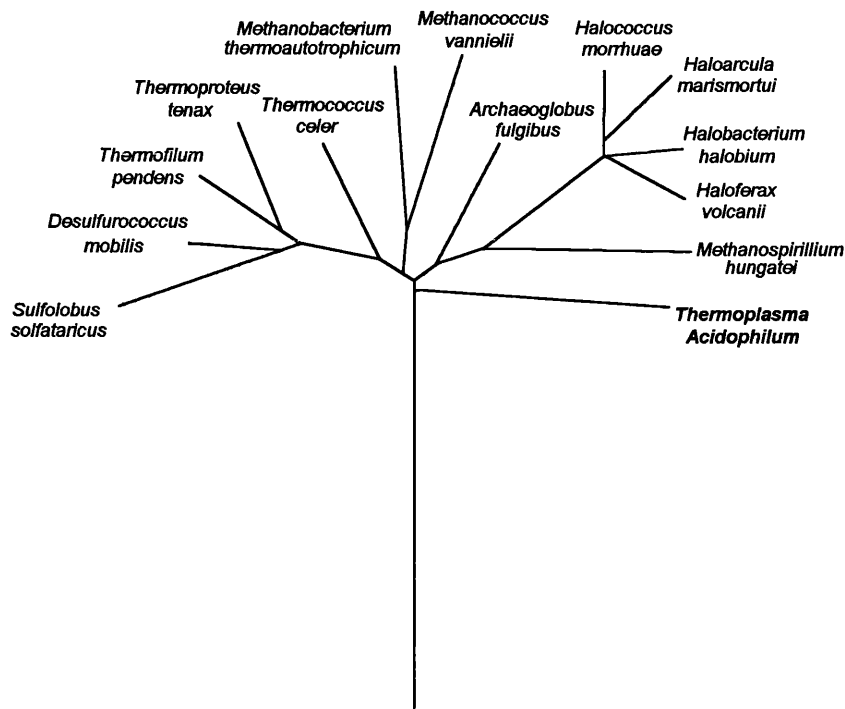 Methanobacterium
thermoautotrophicum
Methanococcus
vannielii
Halococcus
morrhuae
Haloarcula
marismortui
Thermoproteus
tenax
Thermococcus
celer
Archaeoglobus
fulgibus
Halobacterium
halobium
Thermofilum
pendens
Haloferax
volcanii
Desulfurococcus
mobilis
Methanospirillium
hungatei
Sulfolobus
solfataricus
Thermoplasma
Acidophilum